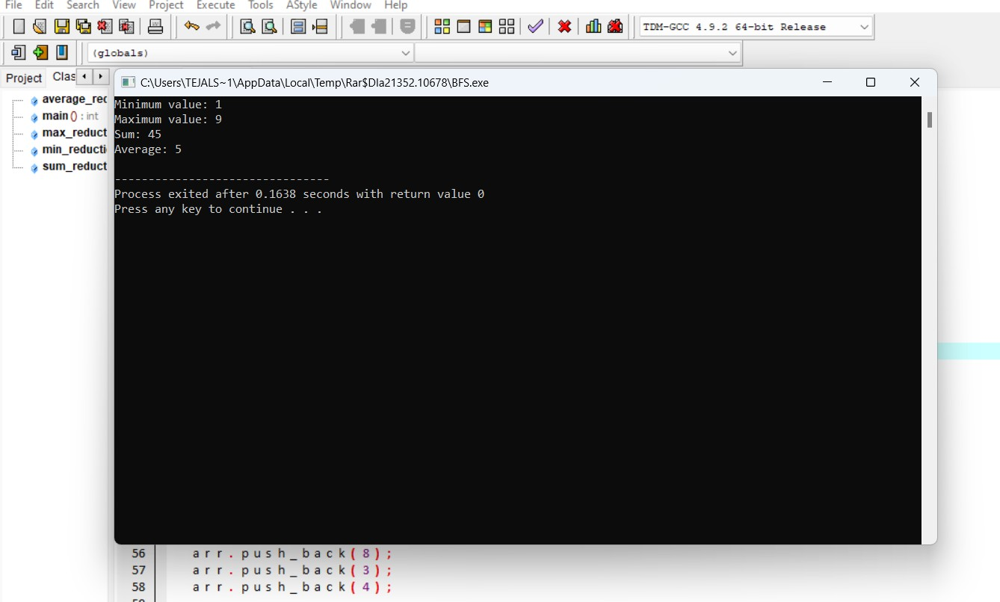 File Edit Search View Project Execute Tools AStyle Window Help
TDM-GCC 4.9.2 64-bit Release
(globals)
Project Clas
C:\Users\TEJALS~1\AppData\Local\Temp\Rar$DIa21352.10678\BFS.exe
average_rec
main() : int
max_reduct
min_reducti
sum_reduct
Minimum value: 1
Maximum value: 9
Sum: 45
Average: 5
--------------------------------
Process exited after 0.1638 seconds with return value 0
Press any key to continue . . .
56 arr.push_back(8);
57 arr.push_back(3);
58 arr.push_back(4);